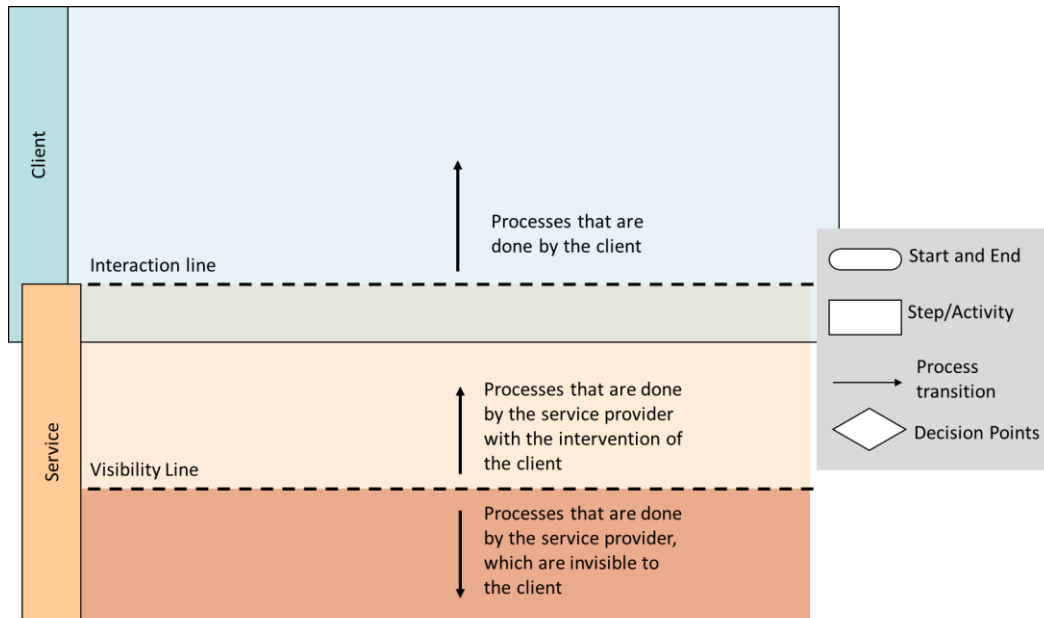 Client
Processes that are
done by the client
Interaction line
Service
Processes that are done
by the service provider
with the intervention of
the client
Visibility Line
Processes that are done
by the service provider,
which are invisible to
the client
Start and End
Step/Activity
Process
transition
Decision Points